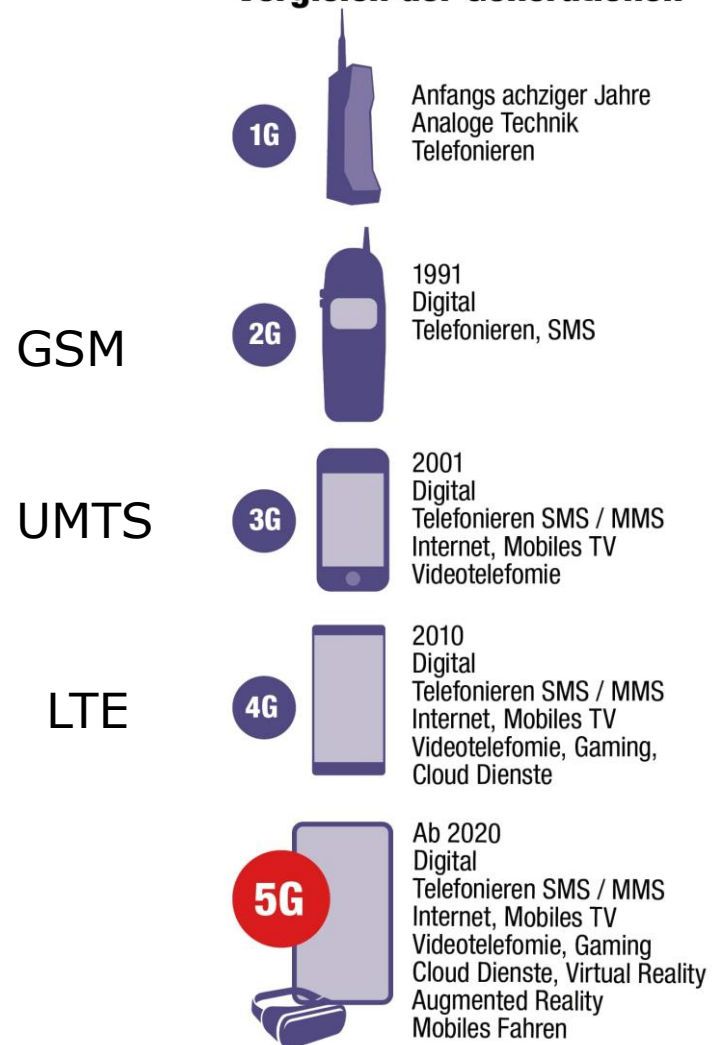 Vergleich der Generationen
1G
Anfangs achziger Jahre
Analoge Technik
Telefonieren
GSM
2G
1991
Digital
Telefonieren, SMS
UMTS
3G
2001
Digital
Telefonieren SMS / MMS
Internet, Mobiles TV
Videotelefomie
LTE
4G
2010
Digital
Telefonieren SMS / MMS
Internet, Mobiles TV
Videotelefomie, Gaming,
Cloud Dienste
5G
Ab 2020
Digital
Telefonieren SMS / MMS
Internet, Mobiles TV
Videotelefomie, Gaming
Cloud Dienste, Virtual Reality
Augmented Reality
Mobiles Fahren